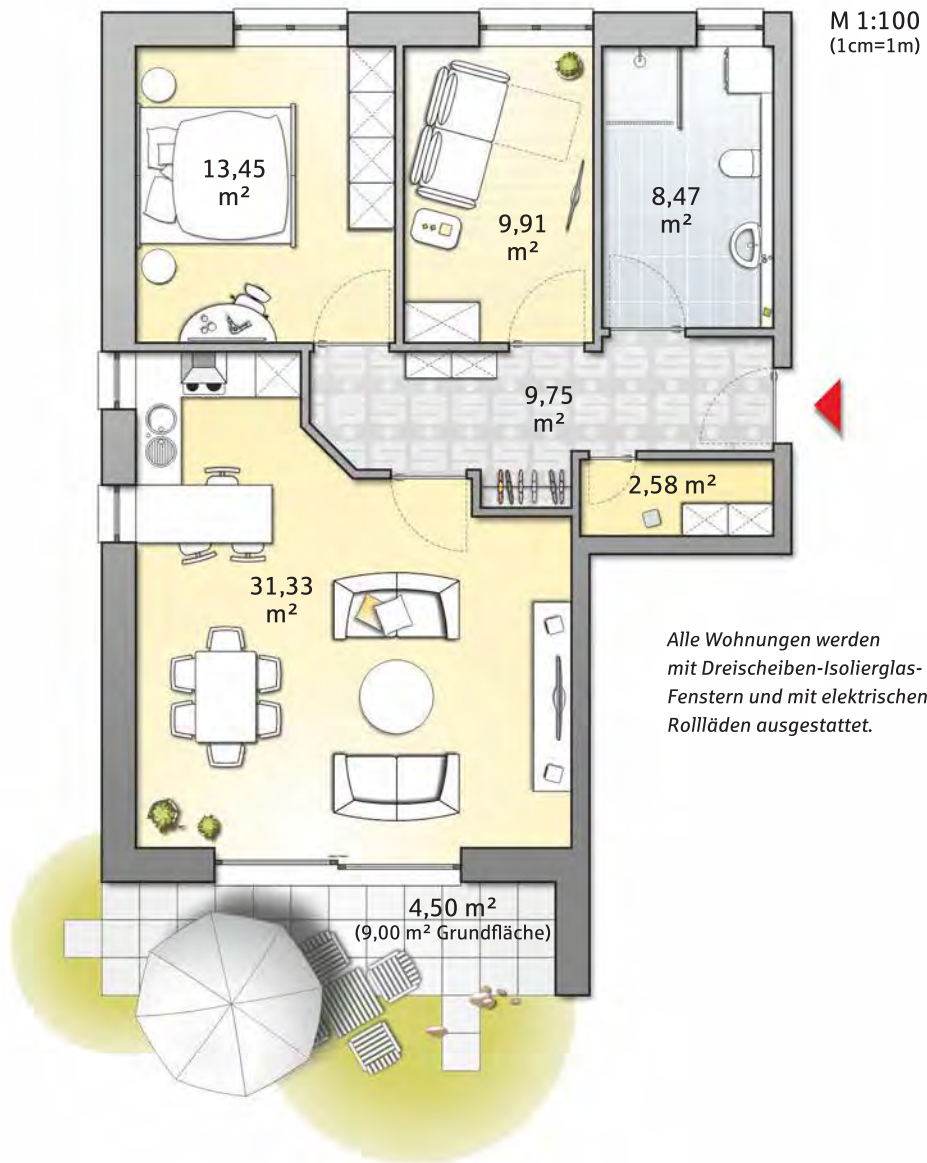 M 1:100
(1cm=1m)
13,45
m²
9,91
m²
8,47
m²
9,75
m²
2,58 m²
31,33
m²
Alle Wohnungen werden
mit Dreischeiben-Isolierglas-
Fenstern und mit elektrischen
Rollläden ausgestattet.
4,50 m²
(9,00 m² Grundfläche)